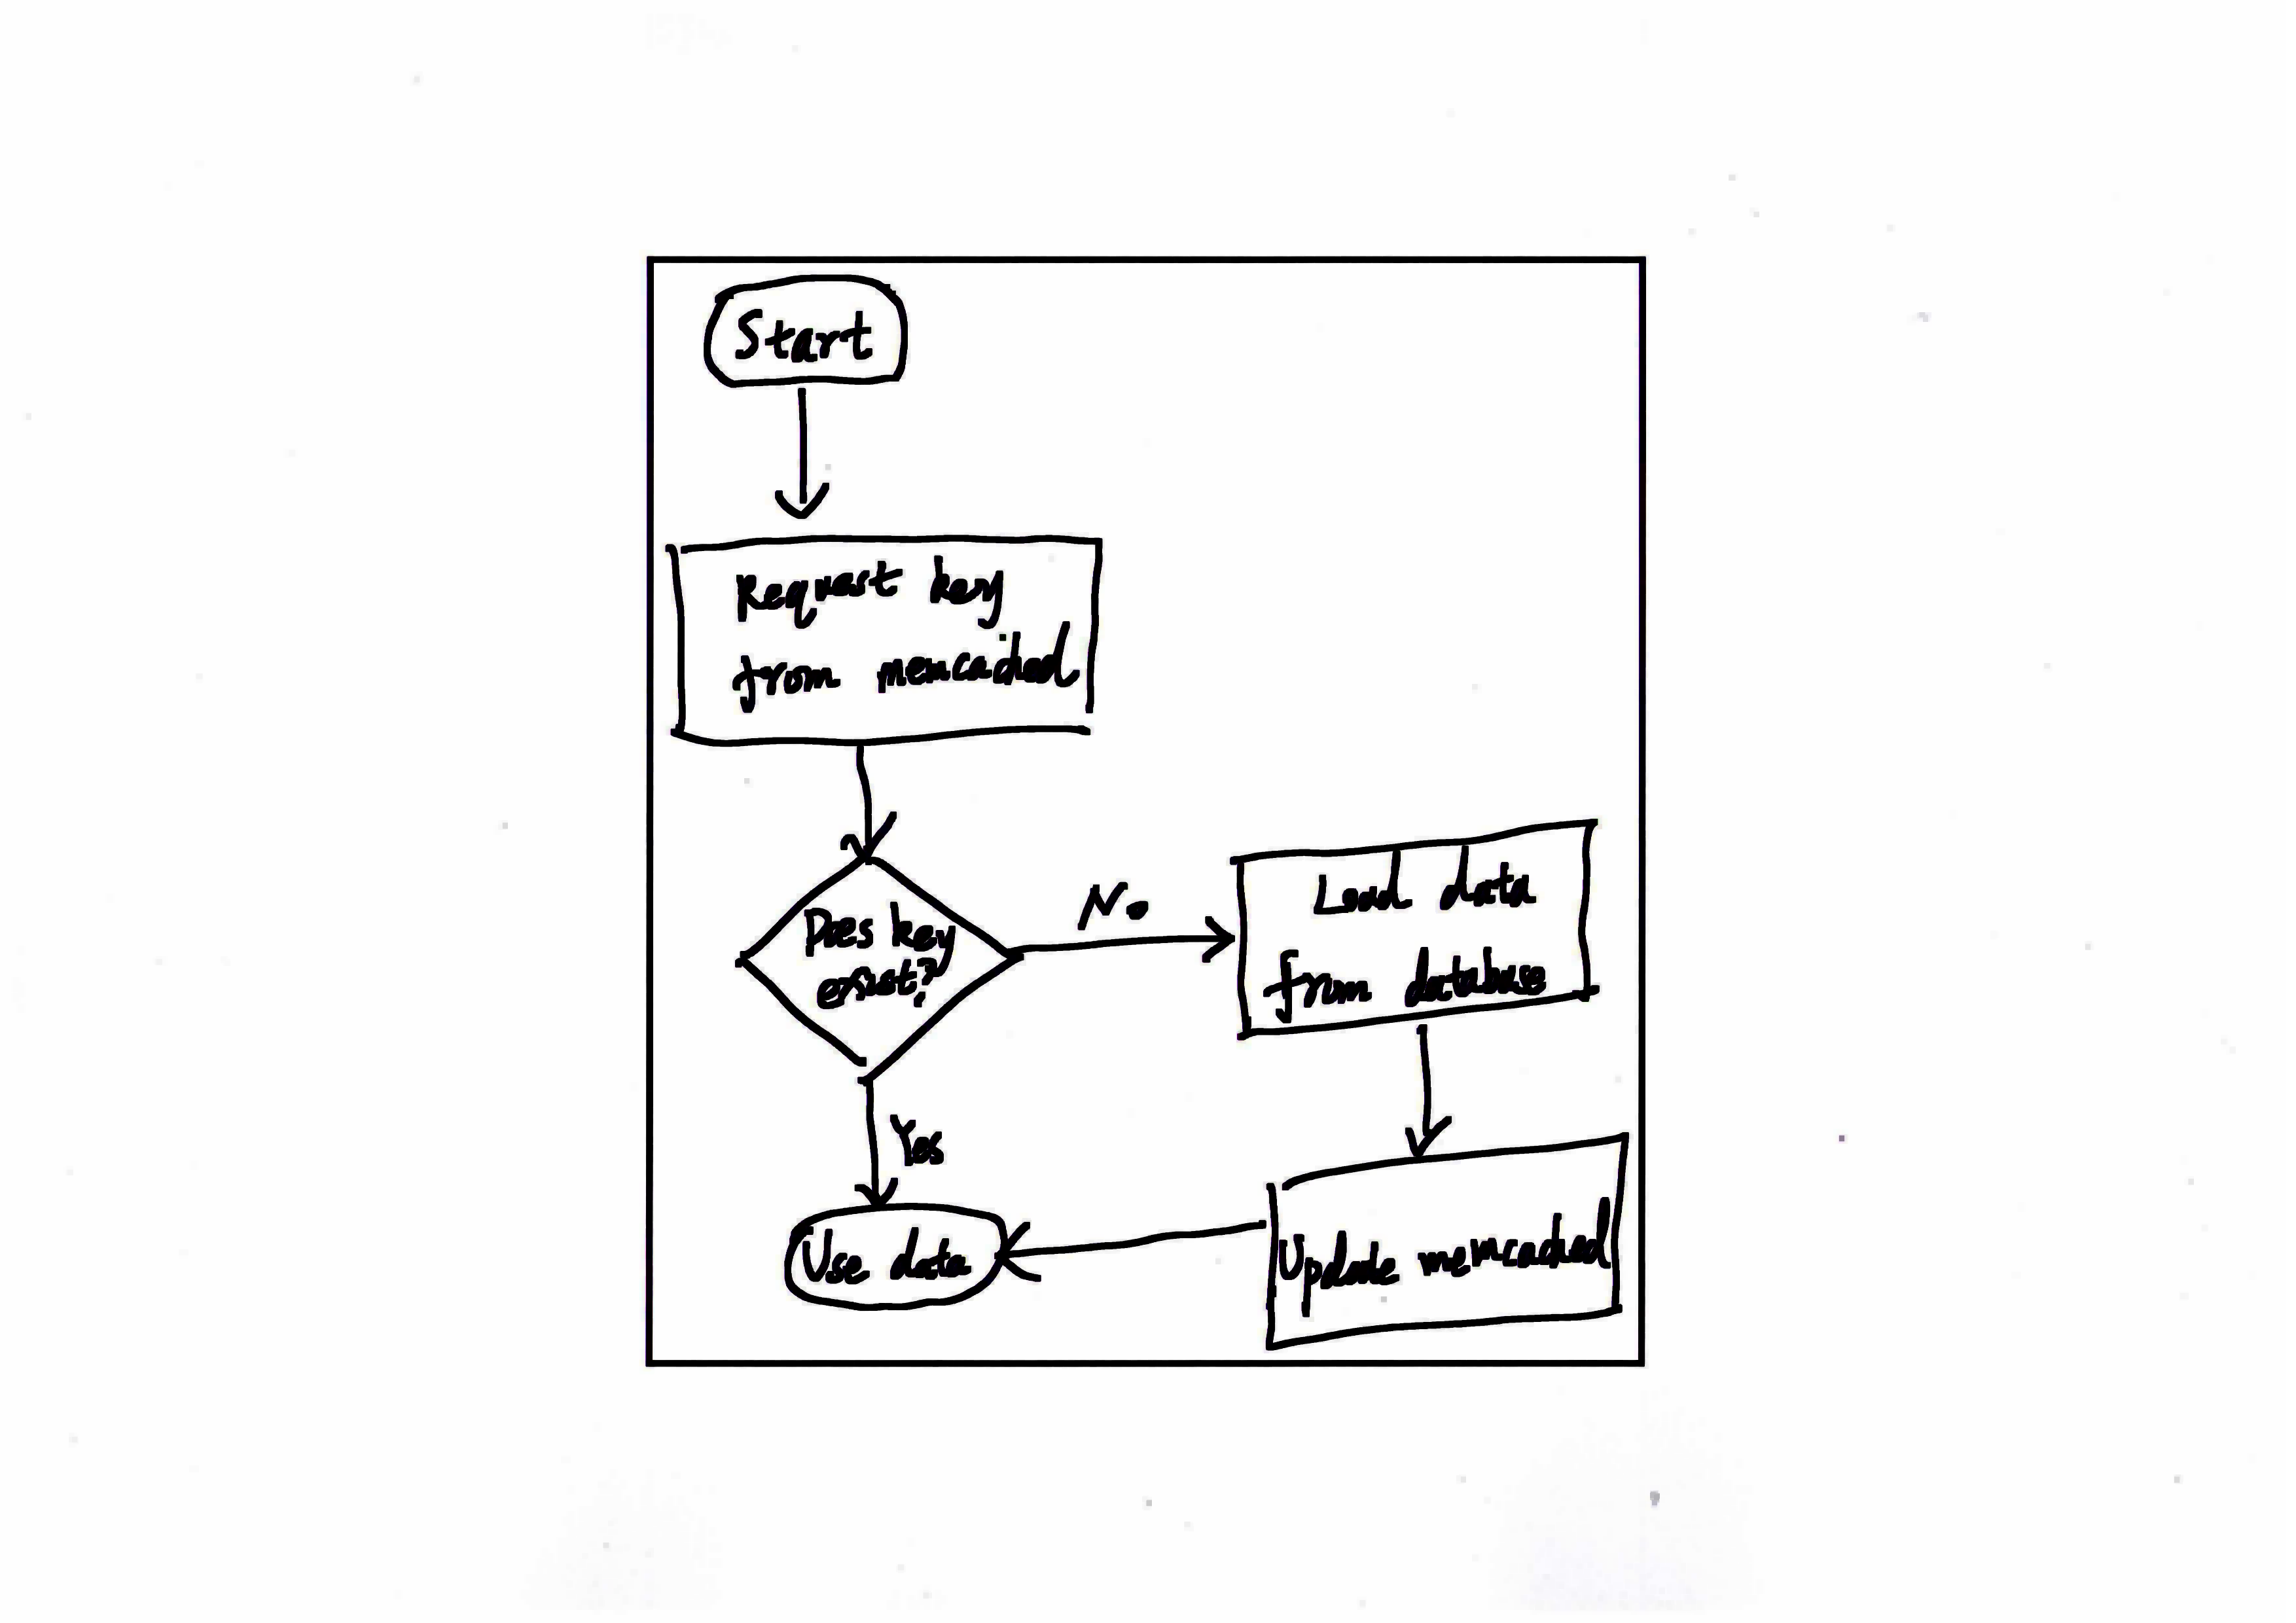 Start
Request key
from memcached
Does key
exist?
No
Load data
from database
Yes
Use data
Update memcached